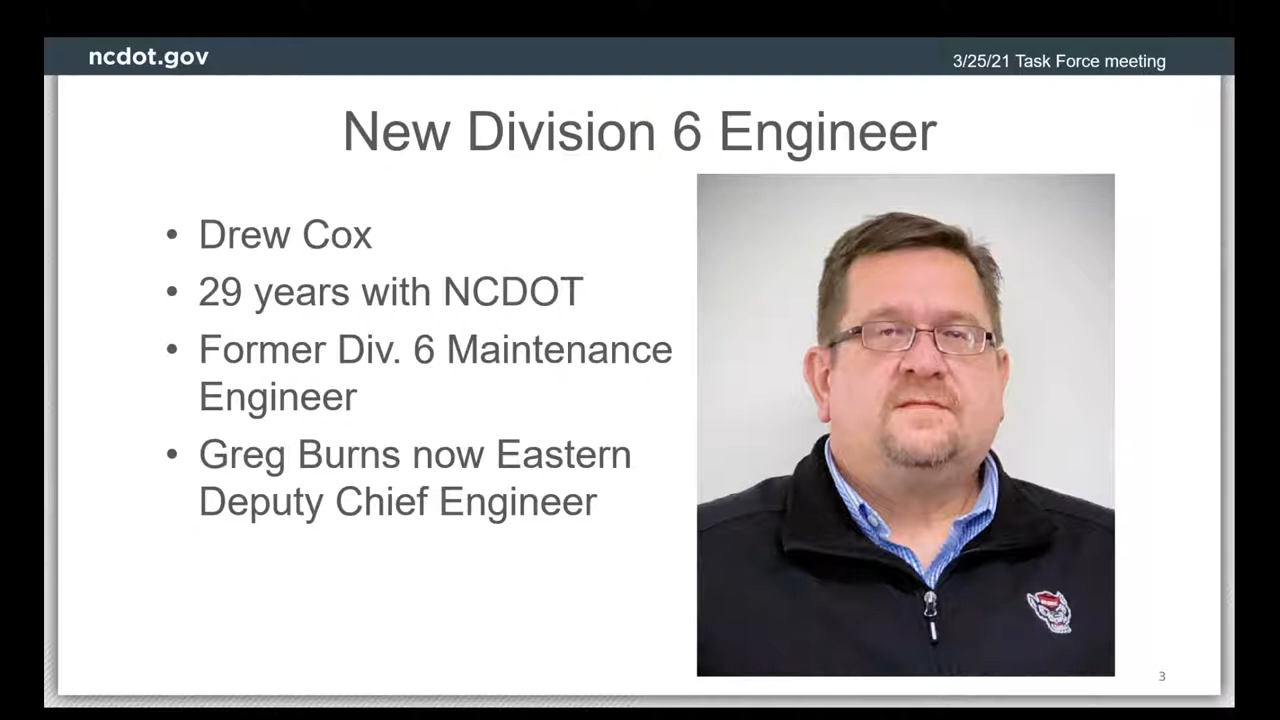 ncdot.gov
3/25/21 Task Force meeting
New Division 6 Engineer
• Drew Cox
• 29 years with NCDOT
• Former Div. 6 Maintenance
Engineer
• Greg Burns now Eastern
Deputy Chief Engineer
3